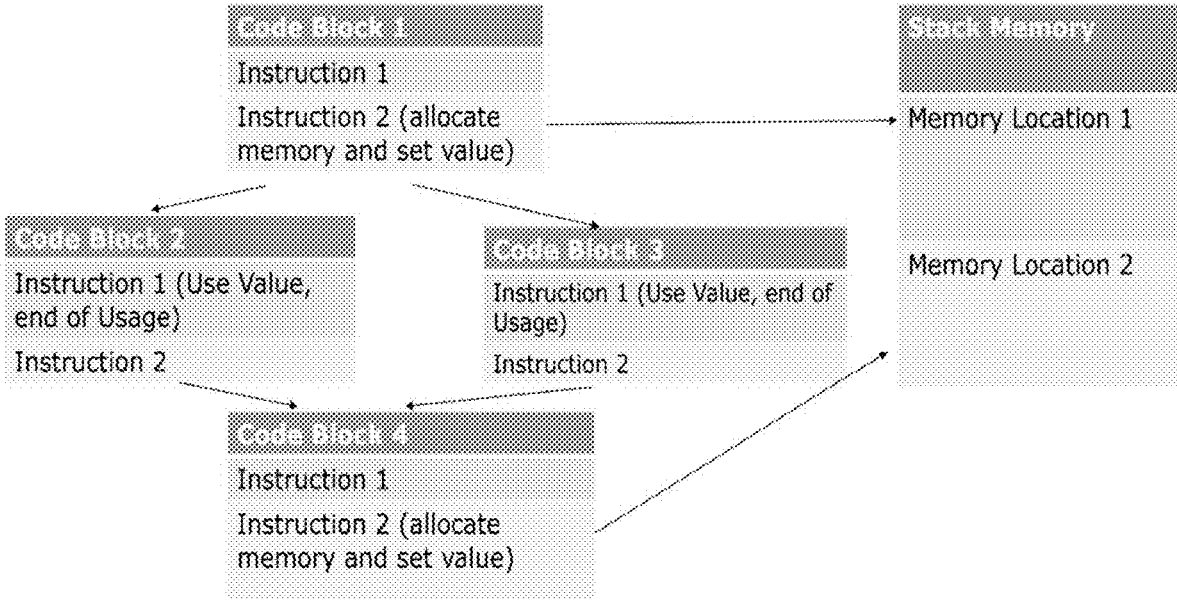 Code Block 1
Instruction 1
Instruction 2 (allocate
memory and set value)
Stack Memory
Memory Location 1
Memory Location 2
Code Block 2
Instruction 1 (Use Value,
end of Usage)
Instruction 2
Code Block 3
Instruction 1 (Use Value, end of
Usage)
Instruction 2
Code Block 4
Instruction 1
Instruction 2 (allocate
memory and set value)